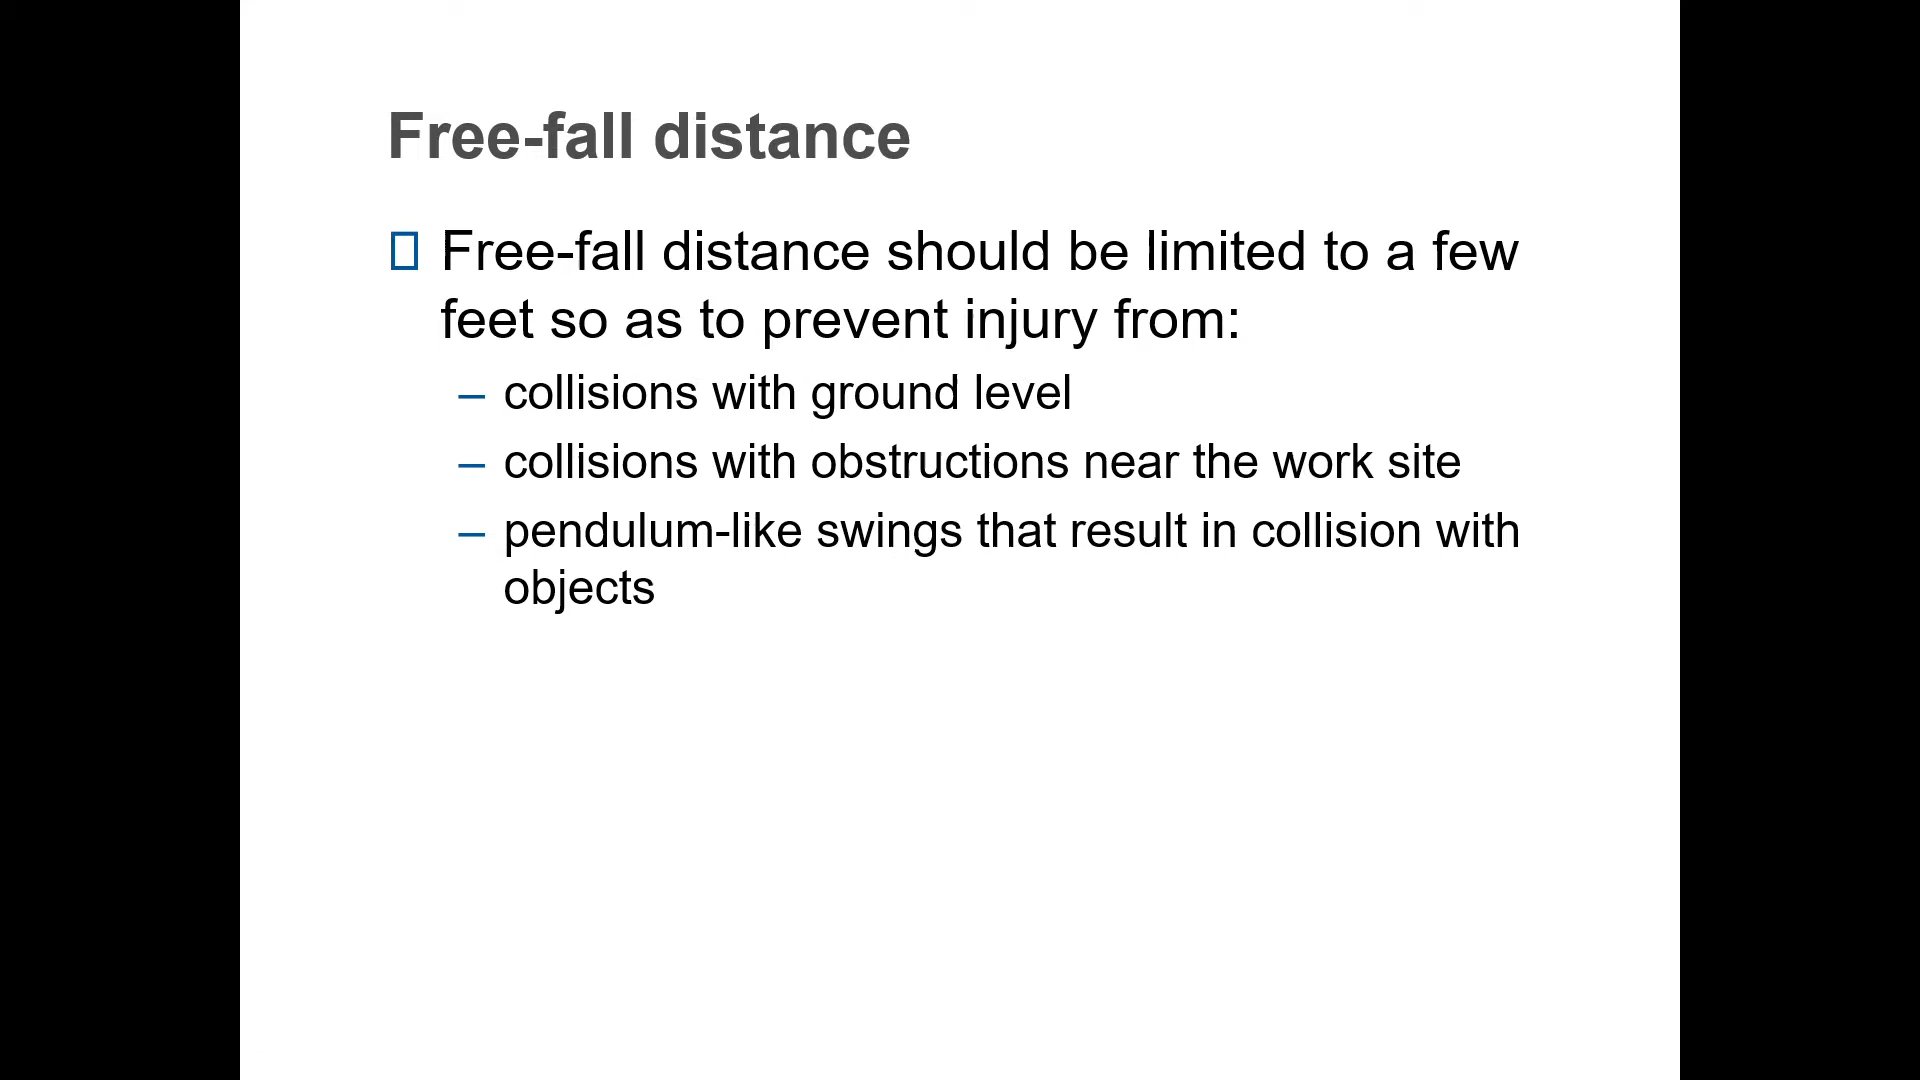 Free-fall distance
Free-fall distance should be limited to a few
feet so as to prevent injury from:
– collisions with ground level
– collisions with obstructions near the work site
– pendulum-like swings that result in collision with
objects